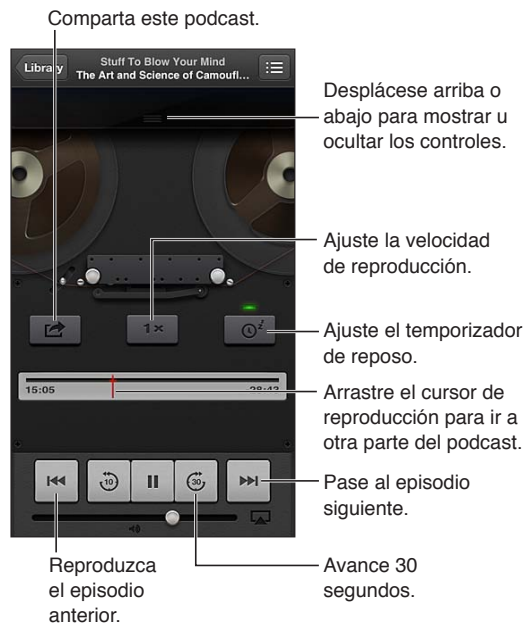 Comparta este podcast.
Library
Stuff To Blow Your Mind
The Art and Science of Camoufl...
Desplácese arriba o
abajo para mostrar u
ocultar los controles.
Ajuste la velocidad
de reproducción.
1x
z
Ajuste el temporizador
de reposo.
15:05
28:43
Arrastre el cursor de
reproducción para ir a
otra parte del podcast.
10
30
Pase al episodio
siguiente.
Reproduzca
el episodio
anterior.
Avance 30
segundos.